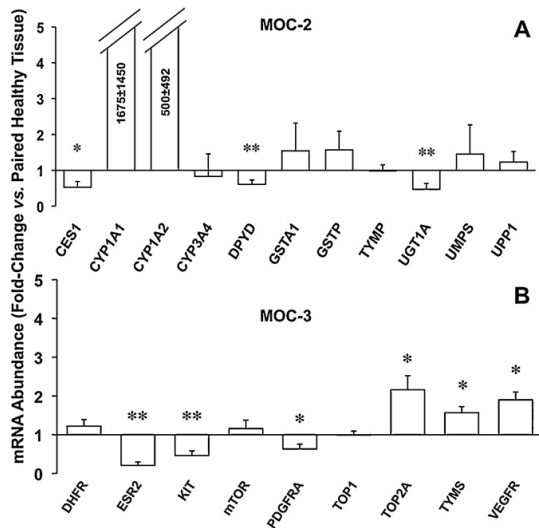 mRNA Abundance (Fold-Change vs. Paired Healthy Tissue)
MOC-2
A
5
4
3
2
1
0
1675±1450
500±492
*
**
**
CES1
CYP1A1
CYP1A2
CYP3A4
DPYD
GSTA1
GSTP
TYMP
UGT1A
UMPS
UPP1
MOC-3
B
5
4
3
2
1
0
**
**
*
*
*
*
DHFR
ESR2
KIT
mTOR
PDGFRA
TOP1
TOP2A
TYMS
VEGFR